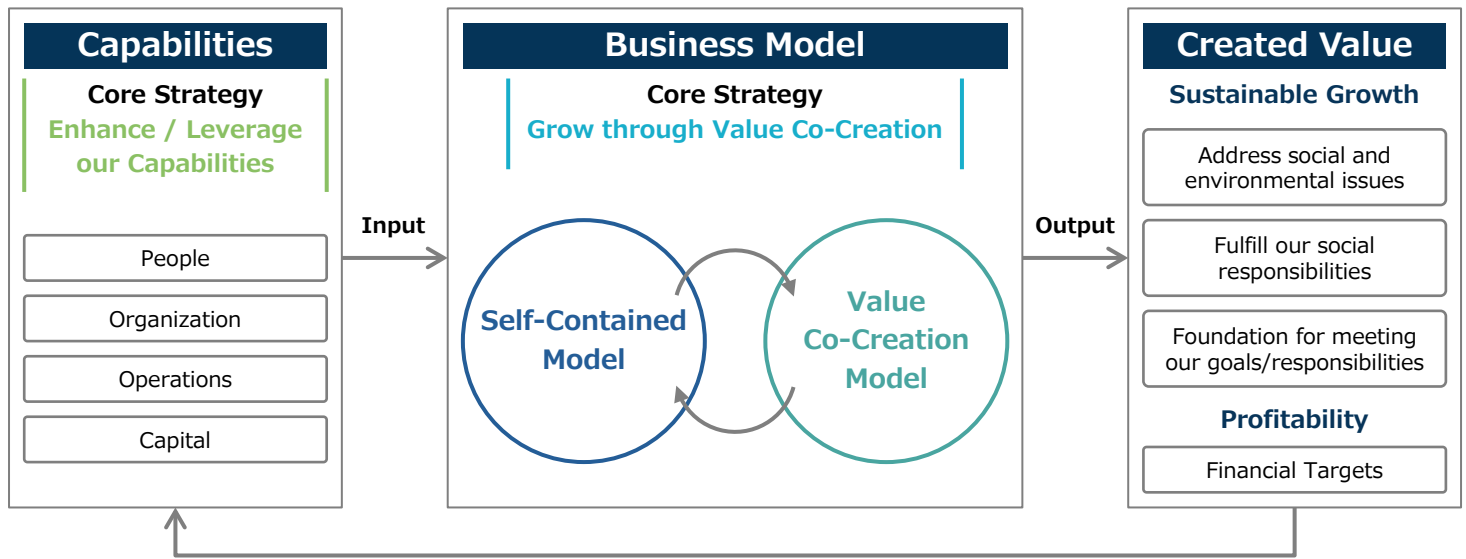 Capabilities
Core Strategy
Enhance / Leverage
our Capabilities
People
Organization
Operations
Capital
Input
Business Model
Core Strategy
Grow through Value Co-Creation
Self-Contained
Model
Value
Co-Creation
Model
Output
Created Value
Sustainable Growth
Address social and
environmental issues
Fulfill our social
responsibilities
Foundation for meeting
our goals/responsibilities
Profitability
Financial Targets